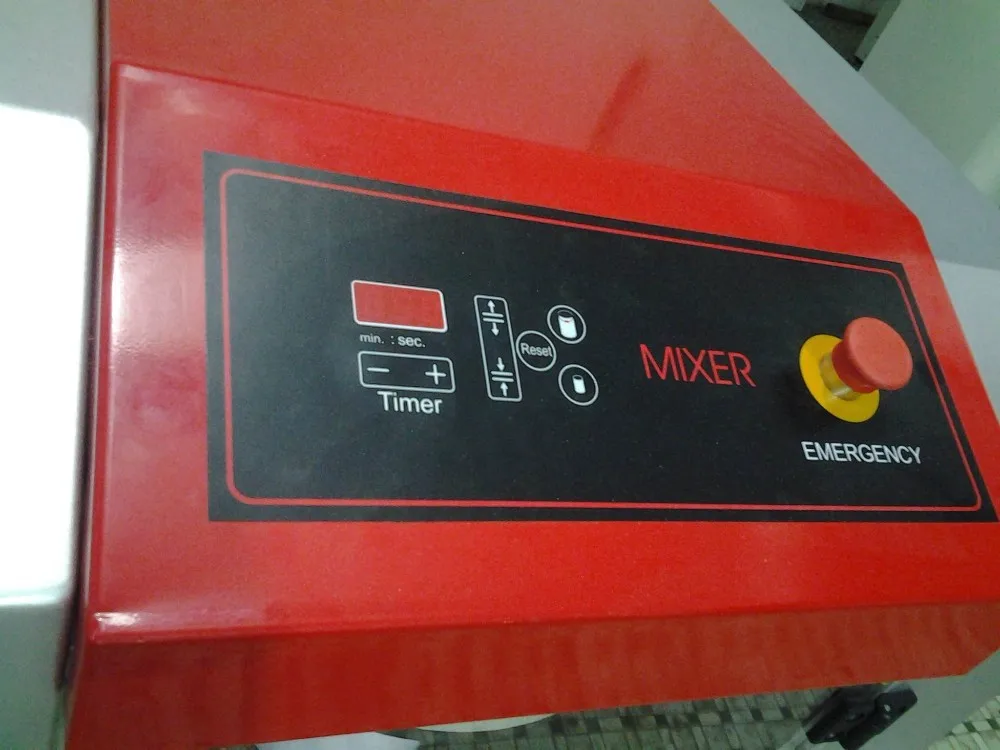 min. : sec.
− +
Timer
Reset
MIXER
EMERGENCY